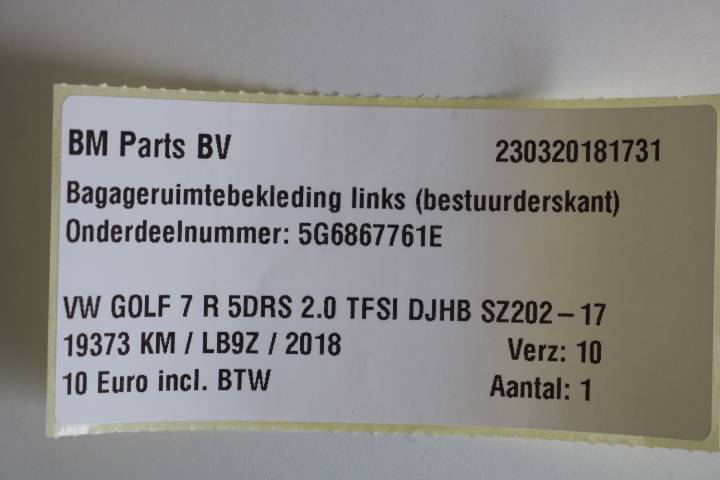 BM Parts BV 230320181731
Bagageruimtebekleding links (bestuurderskant)
Onderdeelnummer: 5G6867761E
VW GOLF 7 R 5DRS 2.0 TFSI DJHB SZ202-17
19373 KM / LB9Z / 2018 Verz: 10
10 Euro incl. BTW Aantal: 1